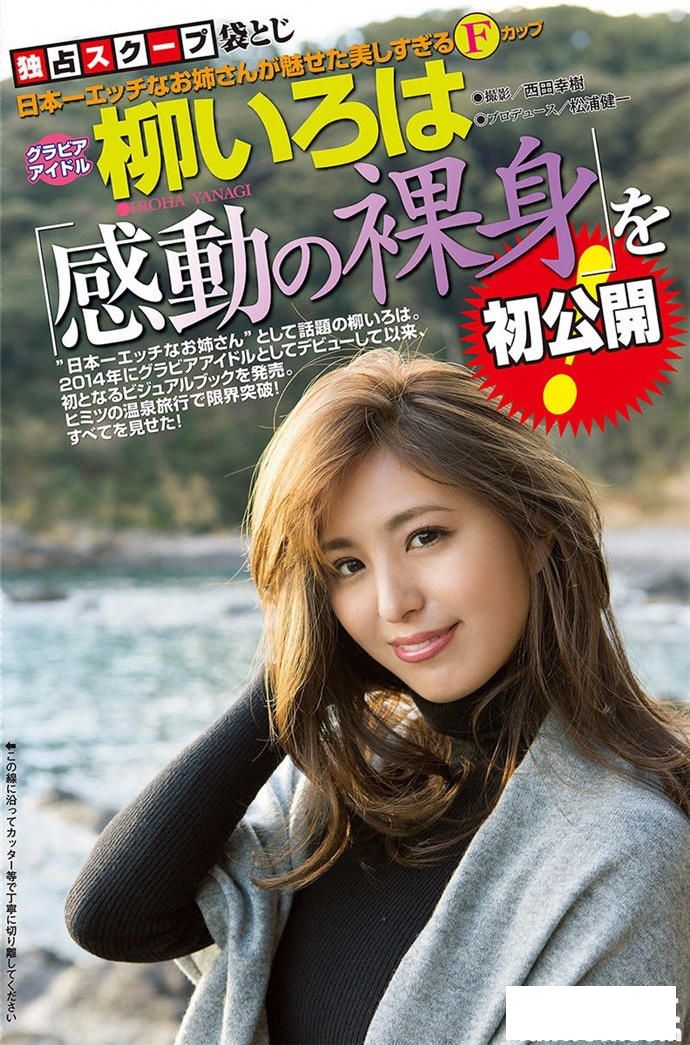 独占スクープ 袋とじ
日本一エッチなお姉さんが魅せた美しすぎるFカップ
グラビア
アイドル
柳いろは
IROHA YANAGI
●撮影/西田幸樹
●プロデュース/松浦健一
「感動の裸身」を
初公開!
"日本一エッチなお姉さん"として話題の柳いろは。
2014年にグラビアアイドルとしてデビューして以来、
初となるビジュアルブックを発売。
ヒミツの温泉旅行で限界突破!
すべてを見せた!
⬅この線に沿ってカッター等で丁寧に切り離してください